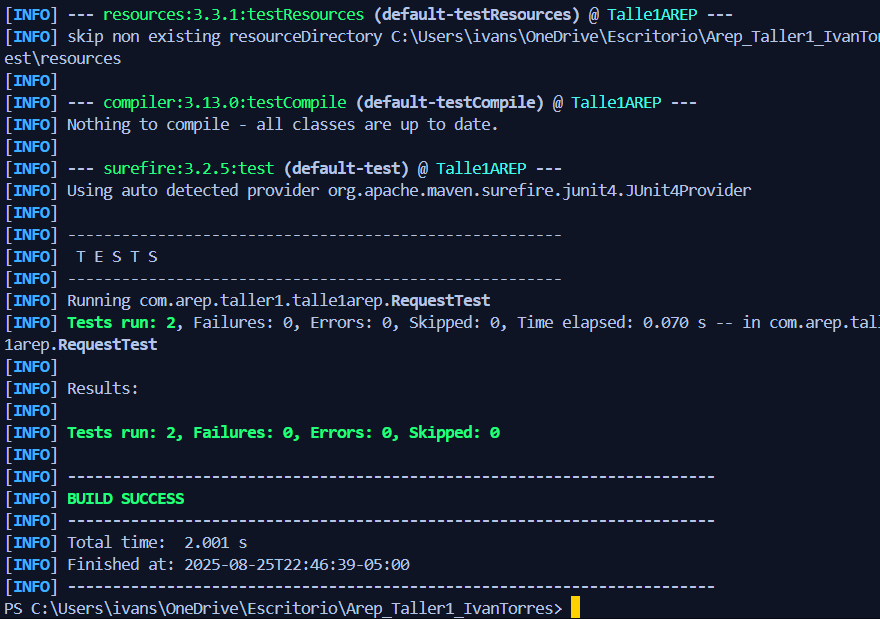 [INFO] --- resources:3.3.1:testResources (default-testResources) @ Talle1AREP ---
[INFO] skip non existing resourceDirectory C:\Users\ivans\OneDrive\Escritorio\Arep_Taller1_IvanTor
est\resources
[INFO]
[INFO] --- compiler:3.13.0:testCompile (default-testCompile) @ Talle1AREP ---
[INFO] Nothing to compile - all classes are up to date.
[INFO]
[INFO] --- surefire:3.2.5:test (default-test) @ Talle1AREP ---
[INFO] Using auto detected provider org.apache.maven.surefire.junit4.JUnit4Provider
[INFO]
[INFO] -------------------------------------------------------
[INFO]  T E S T S
[INFO] -------------------------------------------------------
[INFO] Running com.arep.taller1.talle1arep.RequestTest
[INFO] Tests run: 2, Failures: 0, Errors: 0, Skipped: 0, Time elapsed: 0.070 s -- in com.arep.tall
1arep.RequestTest
[INFO]
[INFO] Results:
[INFO]
[INFO] Tests run: 2, Failures: 0, Errors: 0, Skipped: 0
[INFO]
[INFO] ------------------------------------------------------------------------
[INFO] BUILD SUCCESS
[INFO] ------------------------------------------------------------------------
[INFO] Total time:  2.001 s
[INFO] Finished at: 2025-08-25T22:46:39-05:00
[INFO] ------------------------------------------------------------------------
PS C:\Users\ivans\OneDrive\Escritorio\Arep_Taller1_IvanTorres>